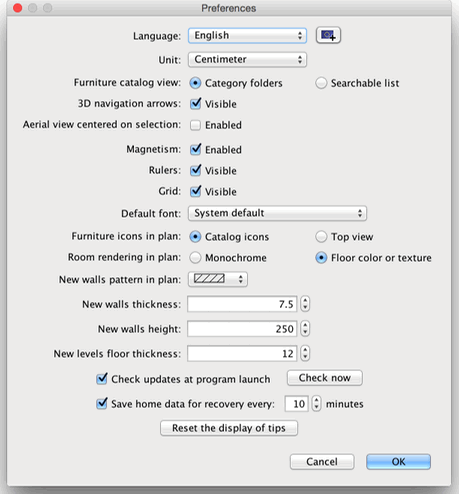 Preferences
Language: English
Unit: Centimeter
Furniture catalog view: Category folders Searchable list
3D navigation arrows: Visible
Aerial view centered on selection: Enabled
Magnetism: Enabled
Rulers: Visible
Grid: Visible
Default font: System default
Furniture icons in plan: Catalog icons Top view
Room rendering in plan: Monochrome Floor color or texture
New walls pattern in plan:
New walls thickness: 7.5
New walls height: 250
New levels floor thickness: 12
Check updates at program launch Check now
Save home data for recovery every: 10 minutes
Reset the display of tips
Cancel OK